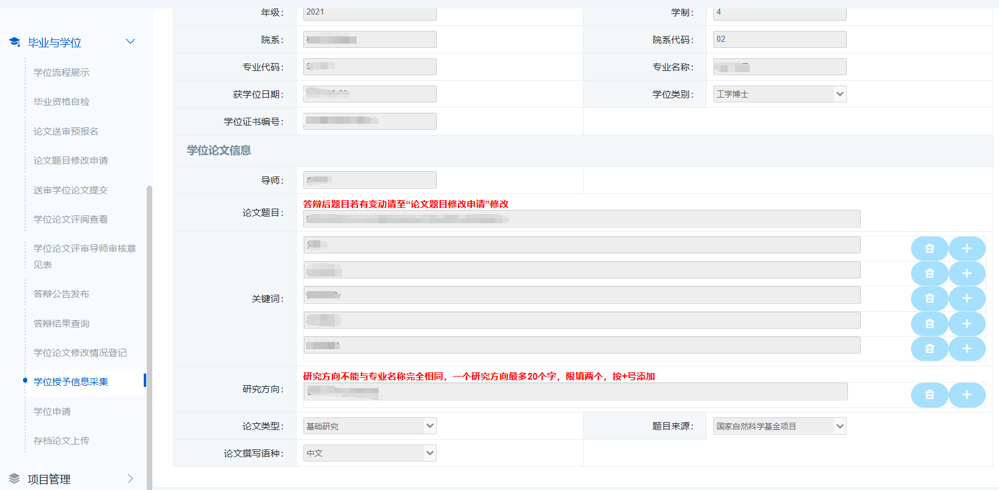 毕业与学位
学位流程展示
毕业资格自检
论文送审预报名
论文题目修改申请
送审学位论文提交
学位论文评阅查看
学位论文评审导师审核意
见表
答辩公告发布
答辩结果查询
学位论文修改情况登记
学位授予信息采集
学位申请
存档论文上传
项目管理
年级： 2021 学制： 4
院系： 院系代码： 02
专业代码： 专业名称：
获学位日期： 学位类别： 工学博士
学位证书编号：
学位论文信息
导师：
答辩后题目若有变动请至“论文题目修改申请”修改
论文题目：
关键词：
研究方向不能与专业名称完全相同，一个研究方向最多20个字，限填两个，按+号添加
研究方向：
论文类型： 基础研究 题目来源： 国家自然科学基金项目
论文撰写语种： 中文